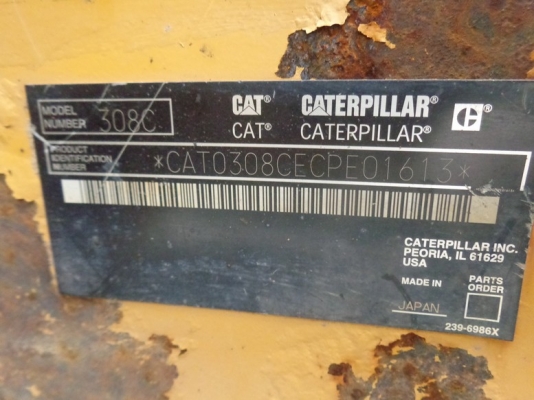 MODEL NUMBER 308C
CAT® CATERPILLAR® C®
CAT® CATERPILLAR®
PRODUCT IDENTIFICATION NUMBER *CAT0308CECPE01613*
CATERPILLAR INC.
PEORIA, IL 61629
USA
MADE IN PARTS ORDER
JAPAN
239-6986X